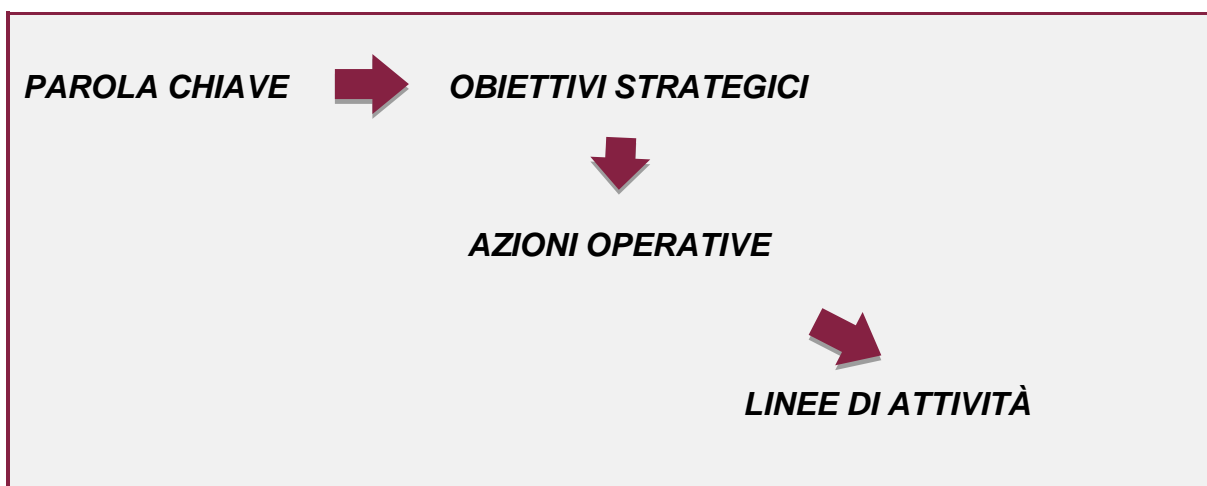 PAROLA CHIAVE OBIETTIVI STRATEGICI
AZIONI OPERATIVE
LINEE DI ATTIVITÀ